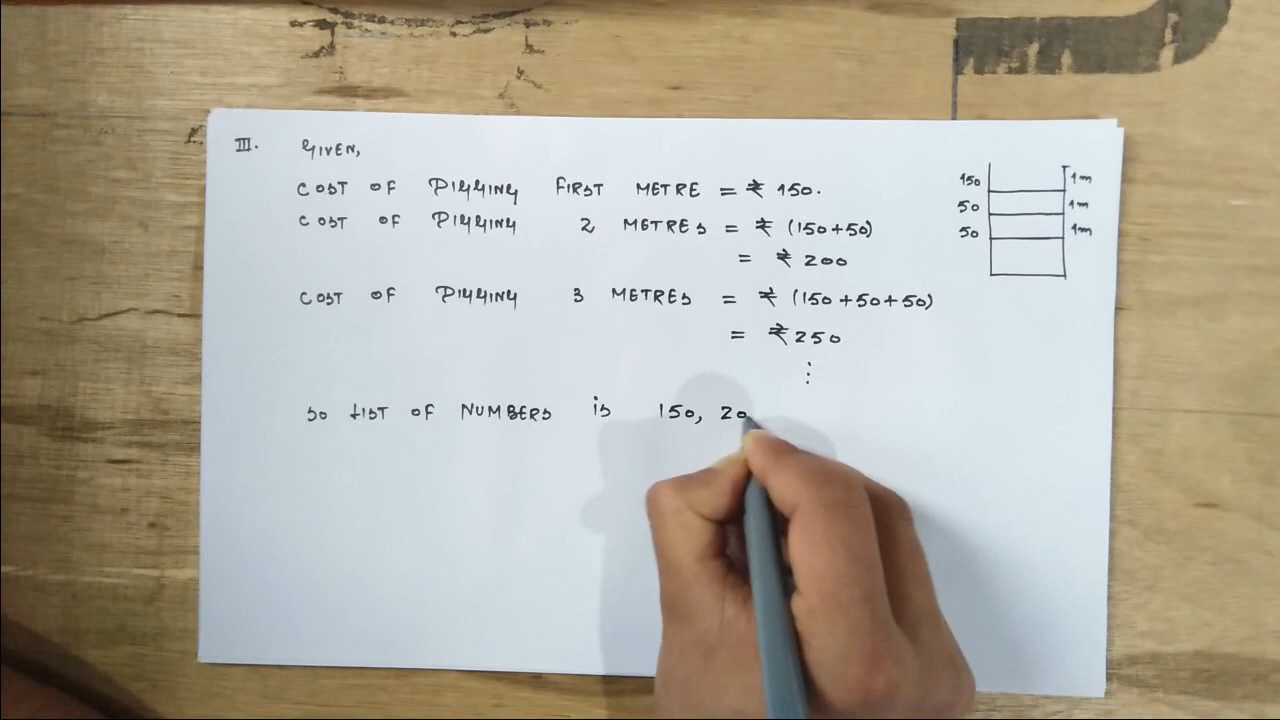 III. GIVEN,
COST OF DIGGING FIRST METRE = ₹ 150.
COST OF DIGGING 2 METRES = ₹ (150+50)
= ₹ 200
COST OF DIGGING 3 METRES = ₹ (150+50+50)
= ₹ 250
⋮
SO LIST OF NUMBERS is 150, 20
150 1m
50 1m
50 1m